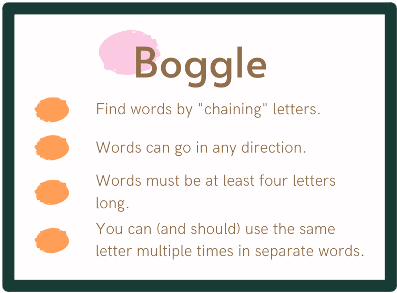 Boggle
Find words by "chaining" letters.
Words can go in any direction.
Words must be at least four letters
long.
You can (and should) use the same
letter multiple times in separate words.